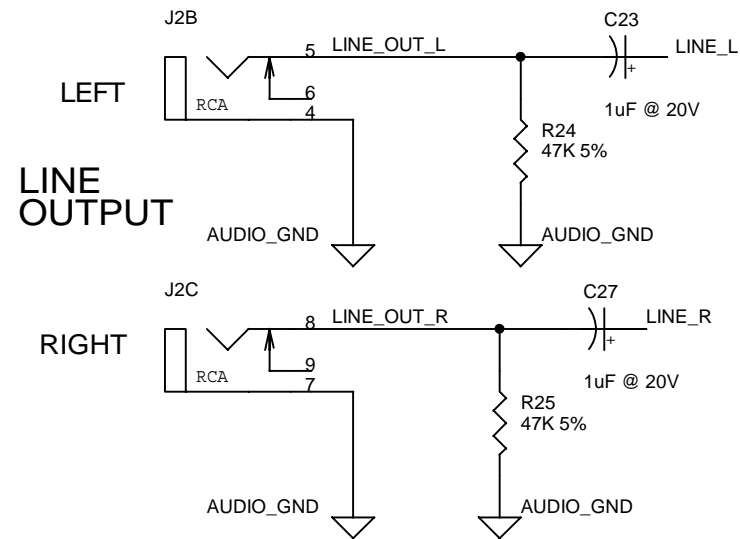 J2B
C23
5 LINE_OUT_L
LINE_L
+
LEFT
RCA
6
4
1uF @ 20V
R24
47K 5%
LINE
OUTPUT
AUDIO_GND
AUDIO_GND
J2C
C27
8 LINE_OUT_R
LINE_R
+
RIGHT
RCA
9
7
1uF @ 20V
R25
47K 5%
AUDIO_GND
AUDIO_GND